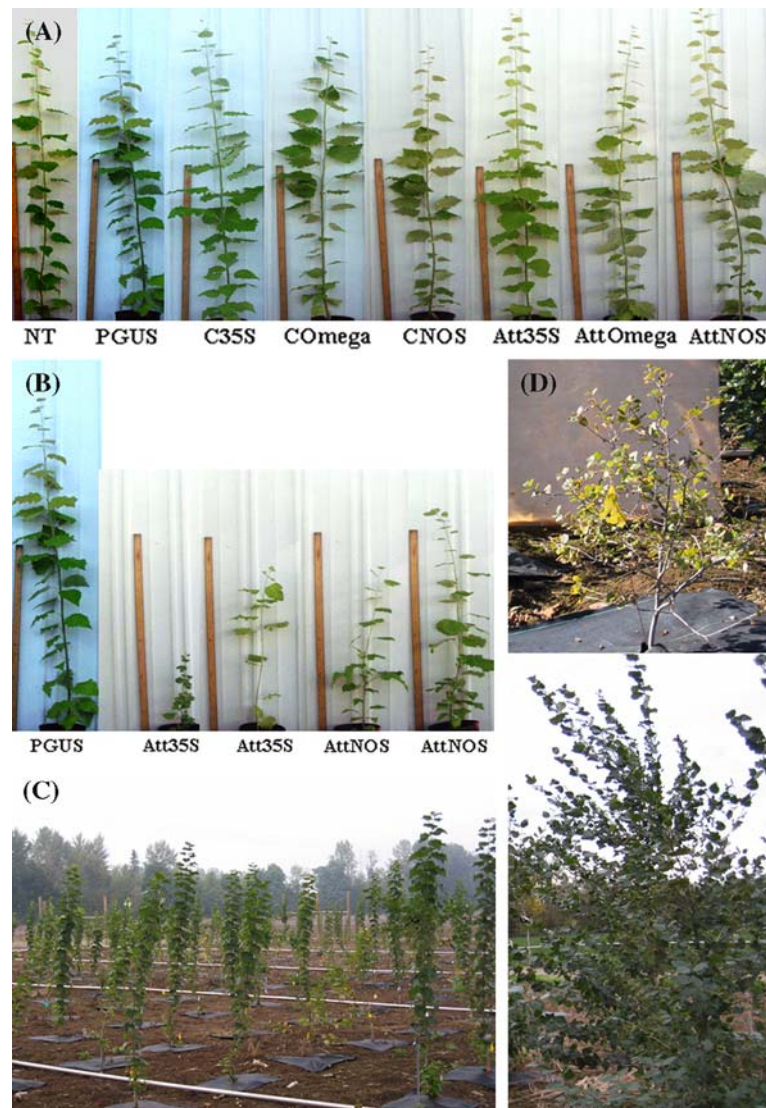 (A)
NT PGUS C35S COmega CNOS Att35S AttOmega AttNOS
(B)
PGUS Att35S Att35S AttNOS AttNOS
(C)
(D)